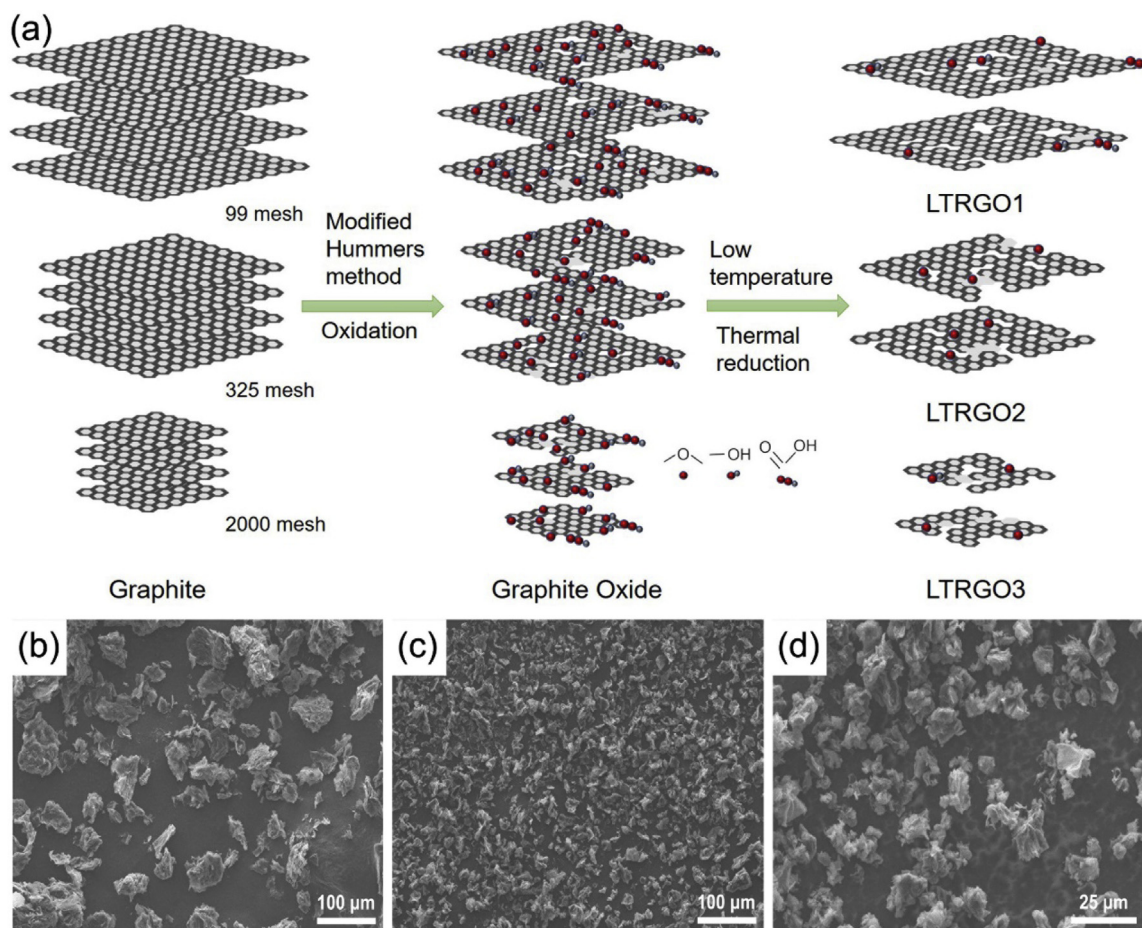 (a)
99 mesh
Modified
Hummers
method
Oxidation
Low
temperature
Thermal
reduction
LTRGO1
325 mesh
LTRGO2
O
OH
O
OH
2000 mesh
Graphite
Graphite Oxide
LTRGO3
(b)
100 µm
(c)
100 µm
(d)
25 µm